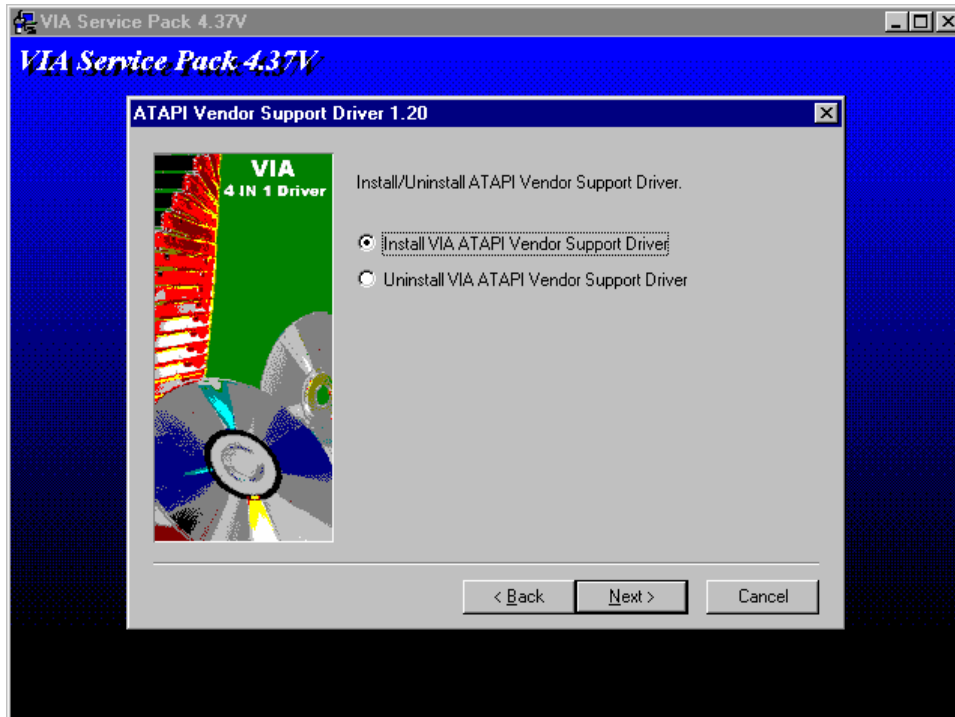 VIA Service Pack 4.37V
VIA Service Pack 4.37V
ATAPI Vendor Support Driver 1.20
VIA
4 IN 1 Driver
Install/Uninstall ATAPI Vendor Support Driver.
Install VIA ATAPI Vendor Support Driver
Uninstall VIA ATAPI Vendor Support Driver
< Back
Next >
Cancel